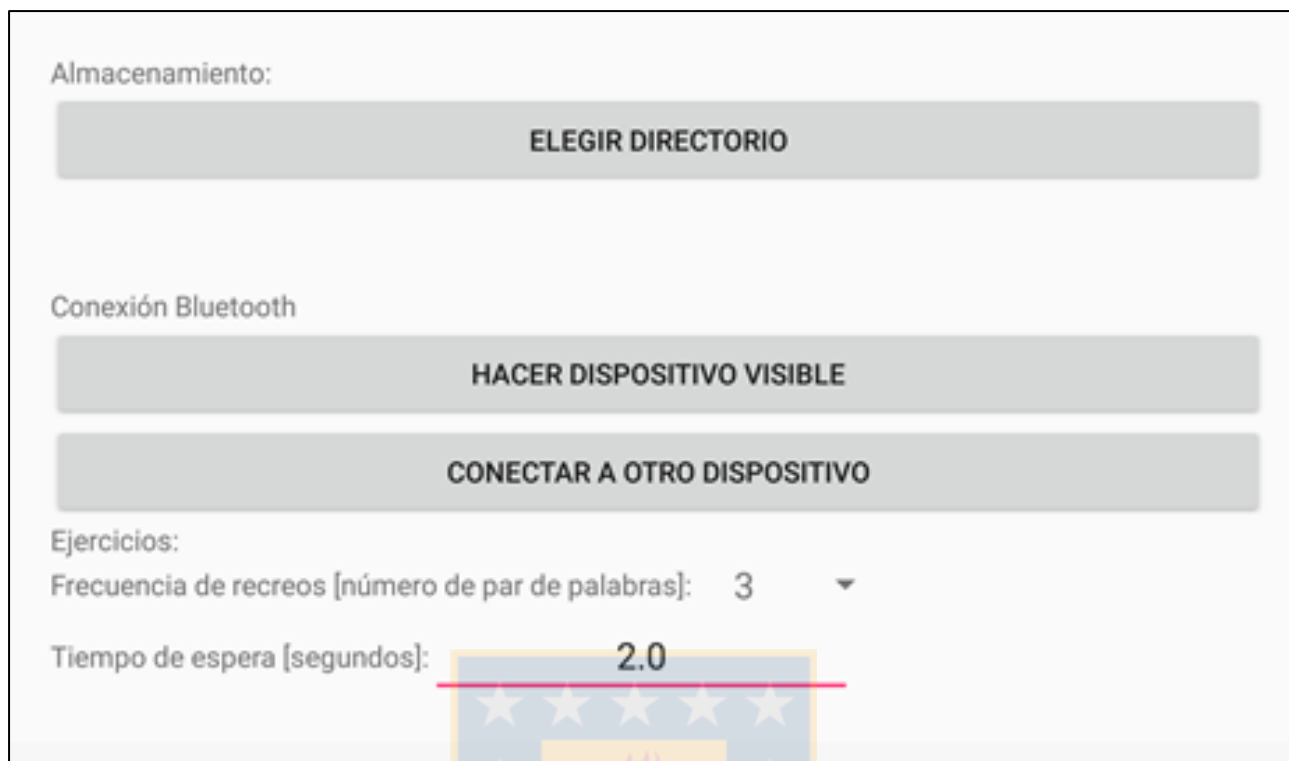 Almacenamiento:
ELEGIR DIRECTORIO
Conexión Bluetooth
HACER DISPOSITIVO VISIBLE
CONECTAR A OTRO DISPOSITIVO
Ejercicios:
Frecuencia de recreos [número de par de palabras]: 3
Tiempo de espera [segundos]: 2.0